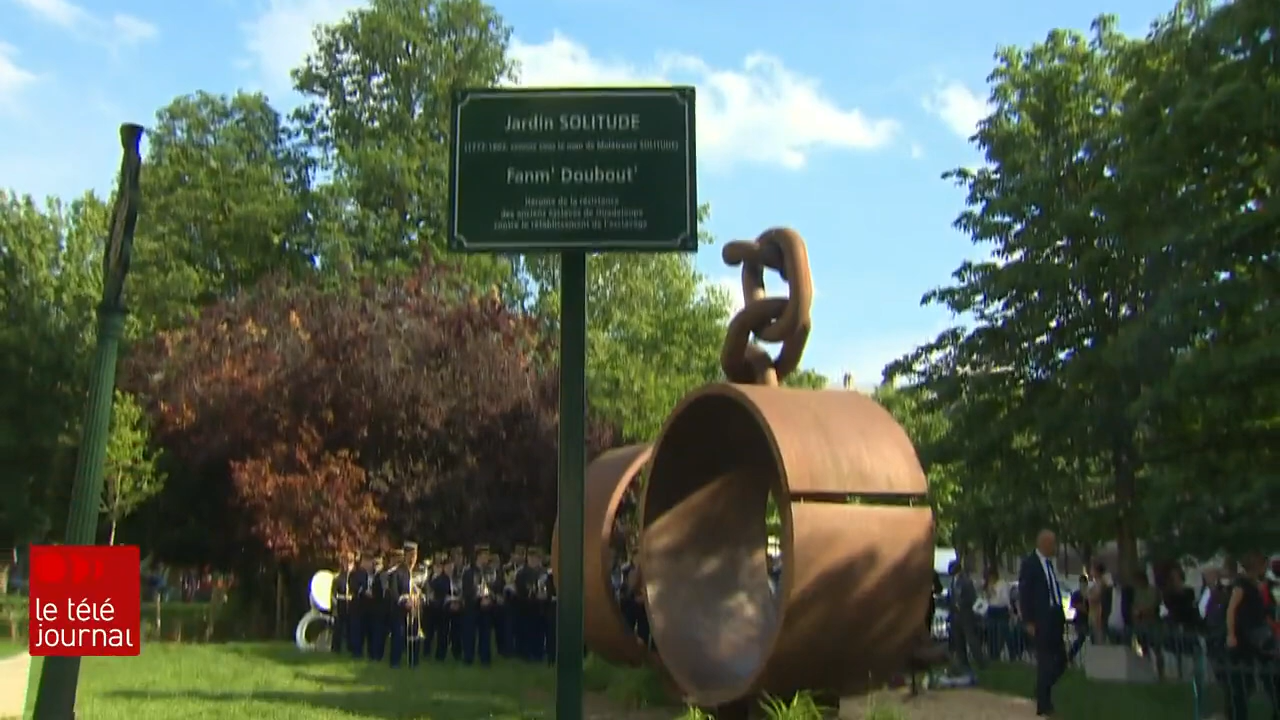 Jardin SOLITUDE
(1772-1802, connue sous le nom de Mulâtresse SOLITUDE)
Fanm' Doubout'
Héroïne de la résistance
des anciens esclaves de Guadeloupe
contre le rétablissement de l'esclavage
le télé
journal